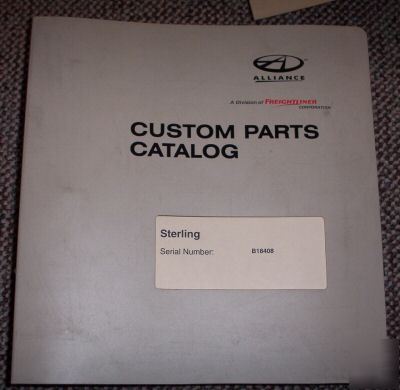 ALLIANCE
A Division of FREIGHTLINER
CORPORATION
CUSTOM PARTS
CATALOG
Sterling
Serial Number: B18408